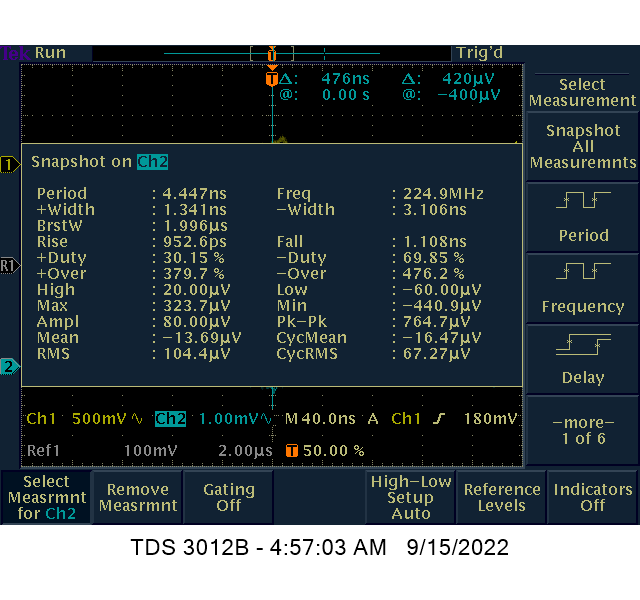 Tek Run Trig'd
Δ: 476ns Δ: 420µV
@: 0.00 s @: −400µV
Select
Measurement
Snapshot
All
Measuremnts
Snapshot on Ch2
Period : 4.447ns Freq : 224.9MHz
+Width : 1.341ns −Width : 3.106ns
BrstW : 1.996µs
Rise : 952.6ps Fall : 1.108ns
+Duty : 30.15 % −Duty : 69.85 %
+Over : 379.7 % −Over : 476.2 %
High : 20.00µV Low : −60.00µV
Max : 323.7µV Min : −440.9µV
Ampl : 80.00µV Pk−Pk : 764.7µV
Mean : −13.69µV CycMean : −16.47µV
RMS : 104.4µV CycRMS : 67.27µV
1
R1
2
T
Period
Frequency
Delay
−more−
1 of 6
Ch1 500mV∿ Ch2 1.00mV∿ M 40.0ns A Ch1 180mV
Ref1 100mV 2.00µs T 50.00 %
Select
Measrmnt
for Ch2
Remove
Measrmnt
Gating
Off
High−Low
Setup
Auto
Reference
Levels
Indicators
Off
TDS 3012B - 4:57:03 AM 9/15/2022